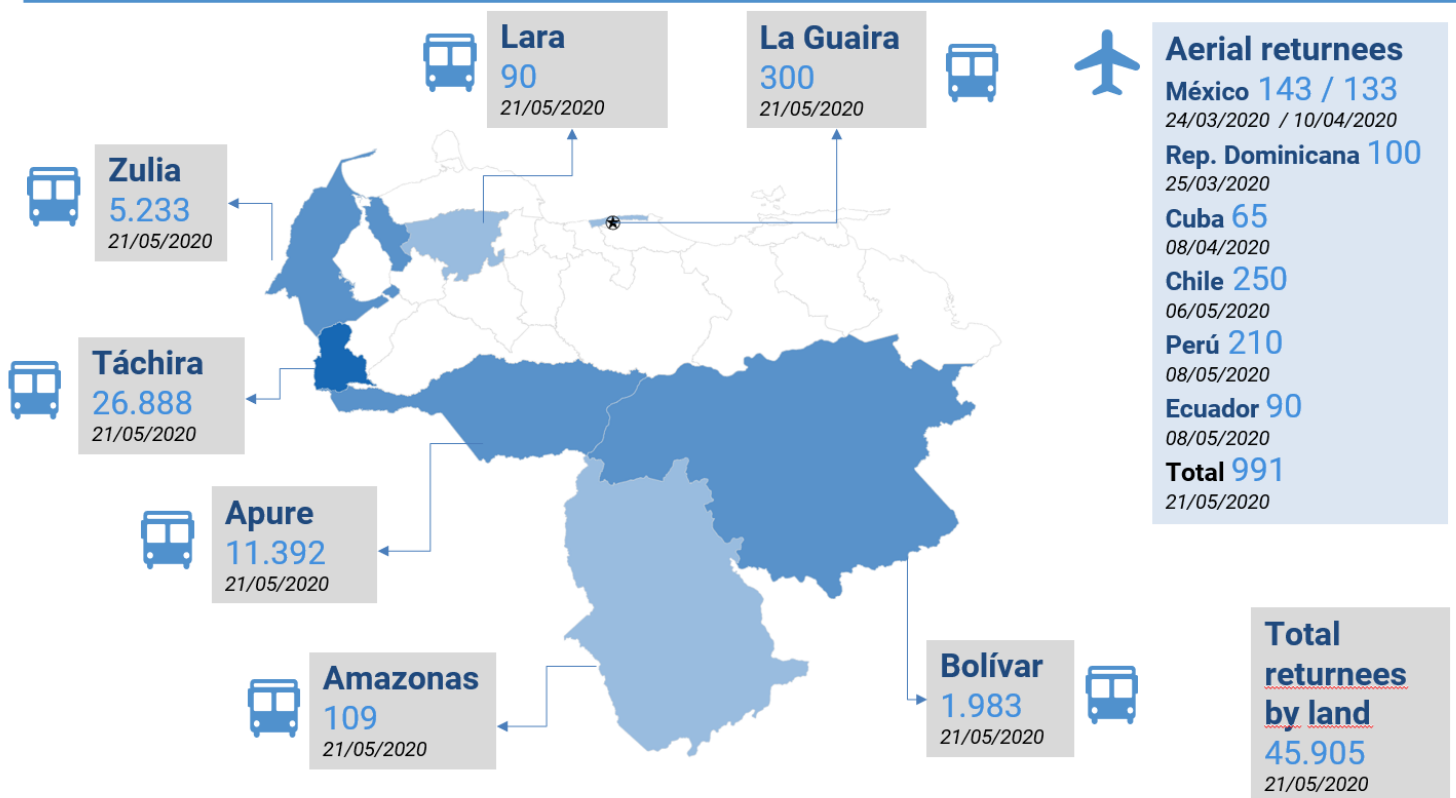 Lara
90
21/05/2020
La Guaira
300
21/05/2020
Zulia
5.233
21/05/2020
Táchira
26.888
21/05/2020
Apure
11.392
21/05/2020
Amazonas
109
21/05/2020
Bolívar
1.983
21/05/2020
Aerial returnees
México 143 / 133
24/03/2020 / 10/04/2020
Rep. Dominicana 100
25/03/2020
Cuba 65
08/04/2020
Chile 250
06/05/2020
Perú 210
08/05/2020
Ecuador 90
08/05/2020
Total 991
21/05/2020
Total
returnees
by land
45.905
21/05/2020